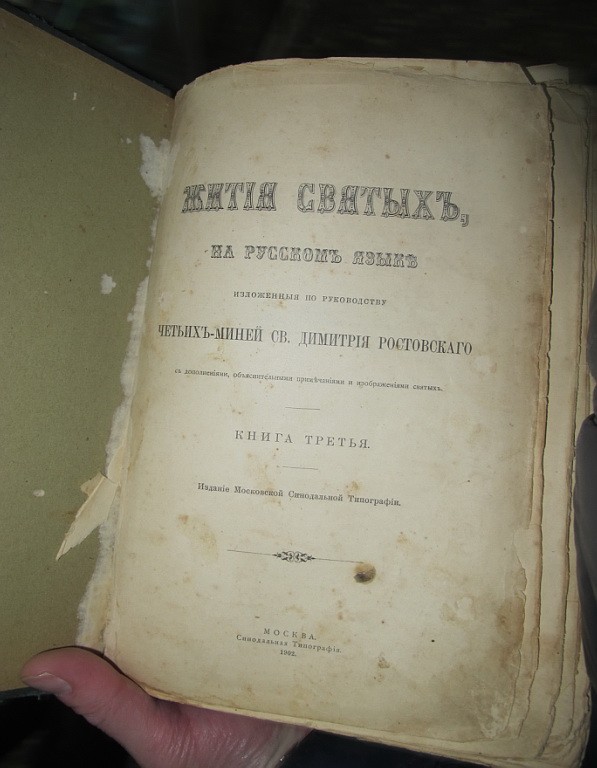 ЖИТІЯ СВЯТЫХЪ,
НА РУССКОМЪ ЯЗЫКѢ
ИЗЛОЖЕННЫЯ ПО РУКОВОДСТВУ
ЧЕТЬИХЪ-МИНЕЙ СВ. ДИМИТРІЯ РОСТОВСКАГО
съ дополненіями, объяснительными примѣчаніями и изображеніями святыхъ.
КНИГА ТРЕТЬЯ.
Изданіе Московской Синодальной Типографіи.
МОСКВА.
Синодальная Типографія.
1902.